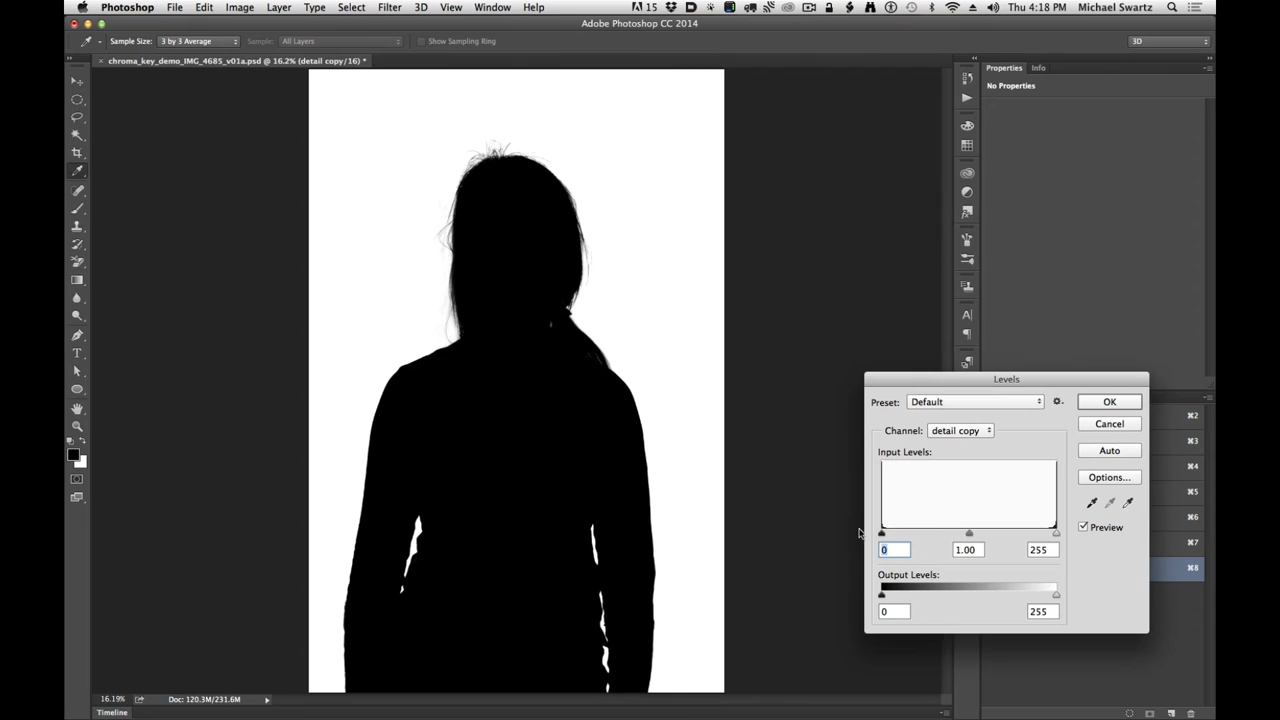 Photoshop File Edit Image Layer Type Select Filter 3D View Window Help 15 Thu 4:18 PM Michael Swartz
Adobe Photoshop CC 2014
Sample Size: 3 by 3 Average Sample: All Layers Show Sampling Ring 3D
× chroma_key_demo_IMG_4685_v01a.psd @ 16.2% (detail copy/16) *
Properties Info
No Properties
Levels
Preset: Default OK
Cancel
Channel: detail copy
Auto
Input Levels:
Options...
Preview
0 1.00 255
Output Levels:
0 255
⌘2
⌘3
⌘4
⌘5
⌘6
⌘7
⌘8
16.19% Doc: 120.3M/231.6M
Timeline